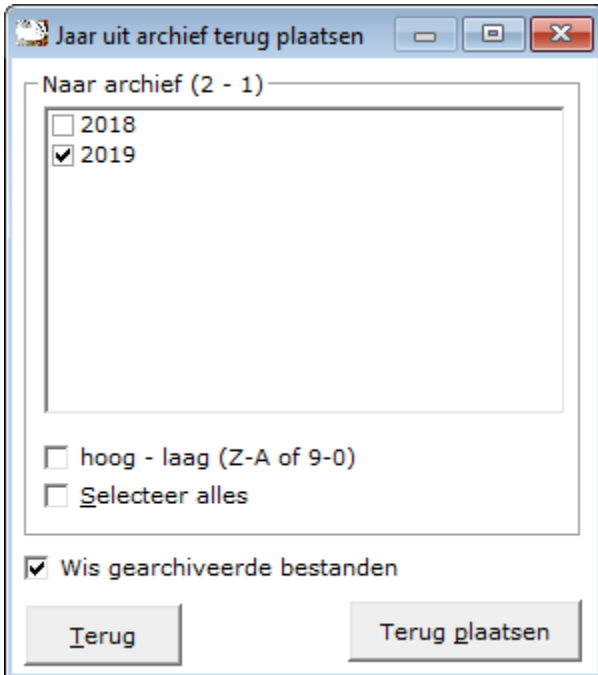 Jaar uit archief terug plaatsen
Naar archief (2 - 1)
2018
2019
hoog - laag (Z-A of 9-0)
Selecteer alles
Wis gearchiveerde bestanden
Terug
Terug plaatsen